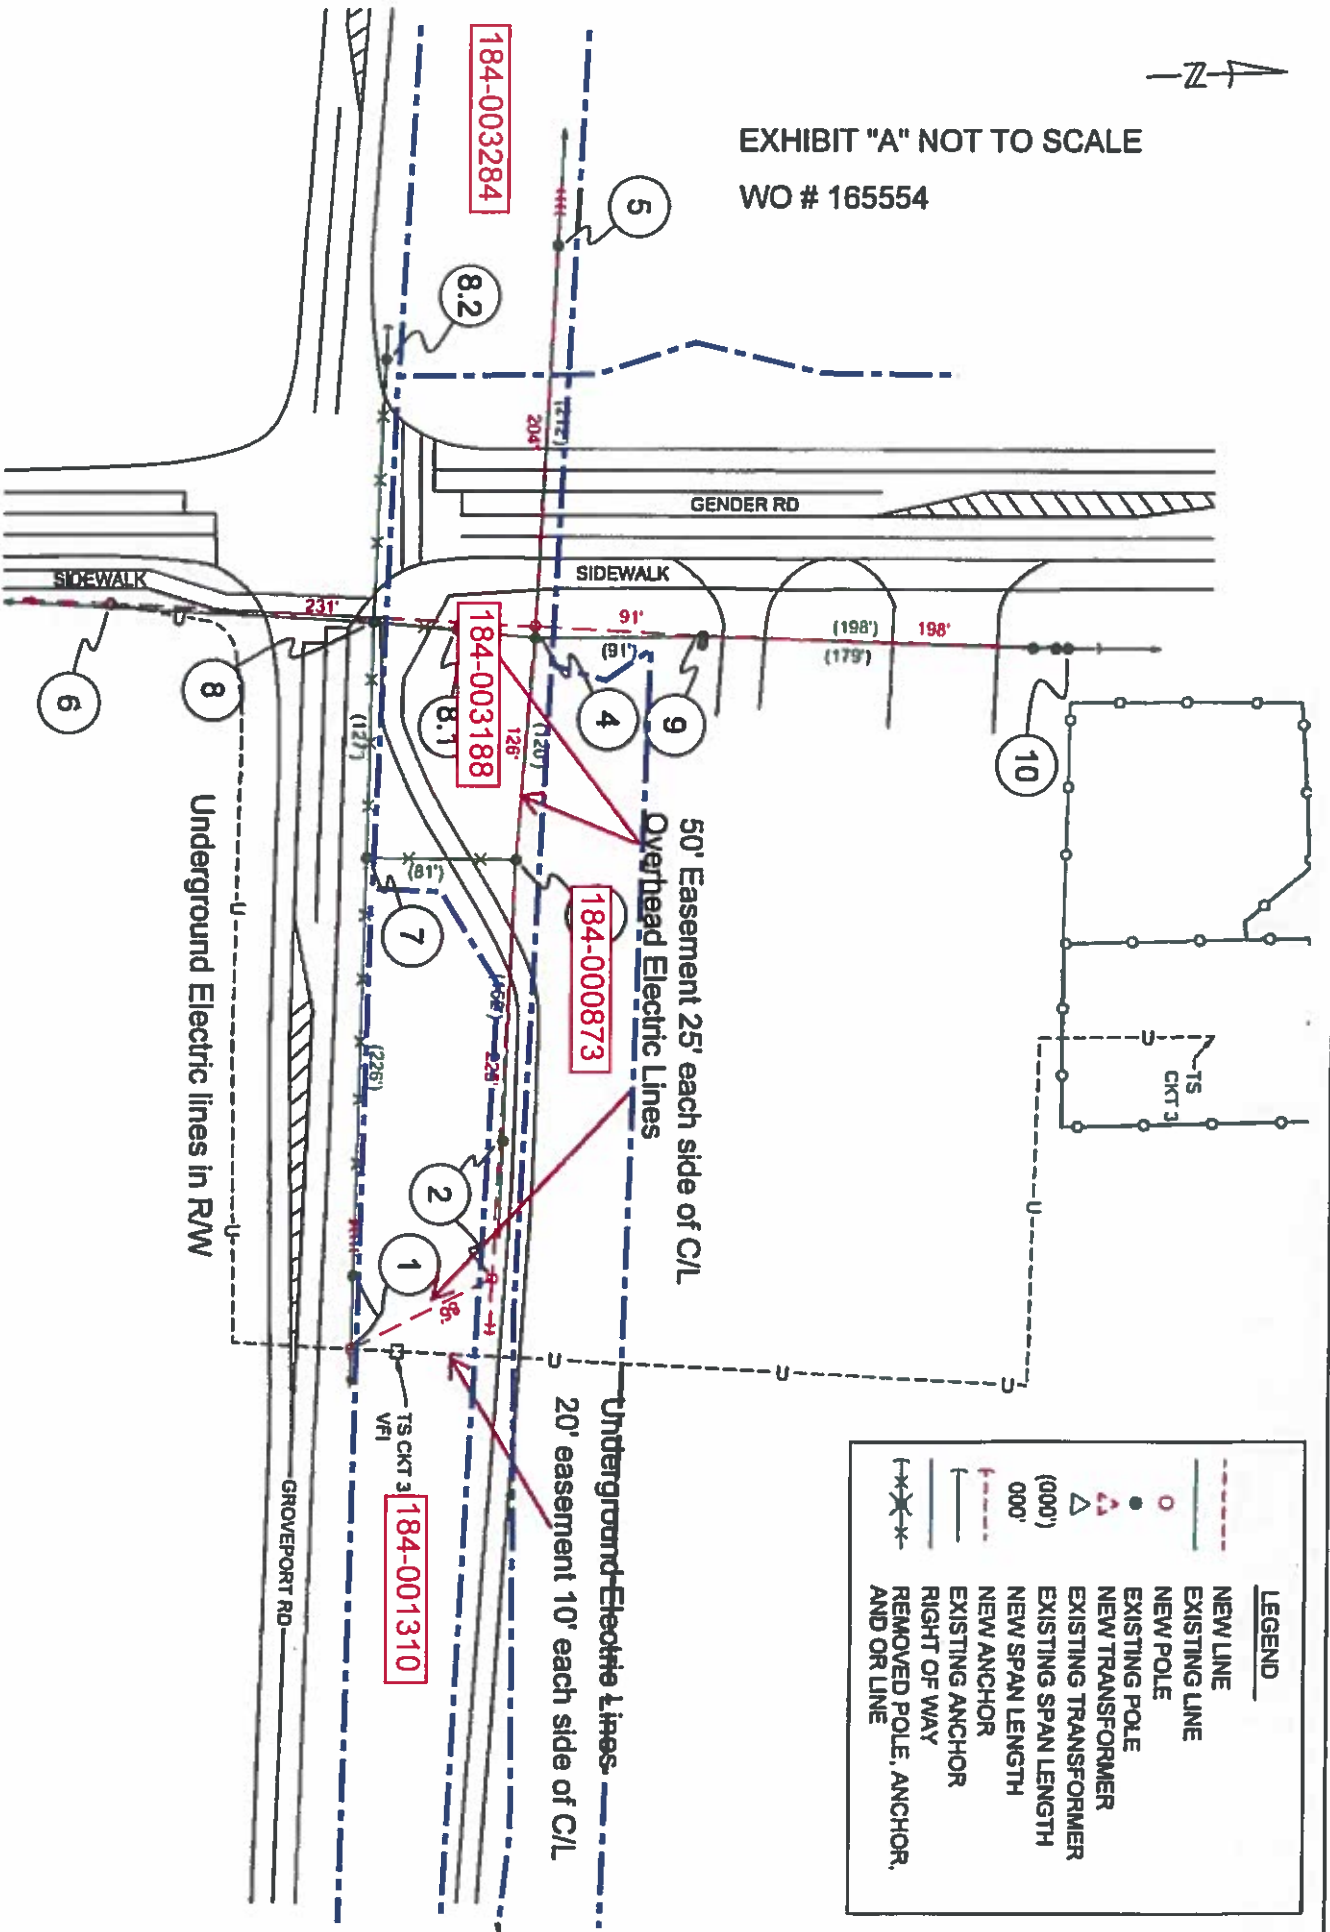 EXHIBIT "A" NOT TO SCALE
WO # 165554
N
184-003284
5
8.2
(212')
204'
GENDER RD
SIDEWALK
SIDEWALK
231'
91'
(91')
(198')
198'
(179')
6
8
8.1
184-003188
4
9
10
126'
(120')
(127')
(81')
7
184-000873
50' Easement 25' each side of C/L
Overhead Electric Lines
Underground Electric lines in R/W
(226')
2
1
U
U
U
U
U
U
U
U
TS
CKT 3
TS CKT 3
VFI
184-001310
Underground Electric Lines
20' easement 10' each side of C/L
GROVEPORT RD
LEGEND
NEW LINE
EXISTING LINE
NEW POLE
EXISTING POLE
NEW TRANSFORMER
EXISTING TRANSFORMER
(000') EXISTING SPAN LENGTH
000' NEW SPAN LENGTH
NEW ANCHOR
EXISTING ANCHOR
RIGHT OF WAY
REMOVED POLE, ANCHOR,
AND OR LINE